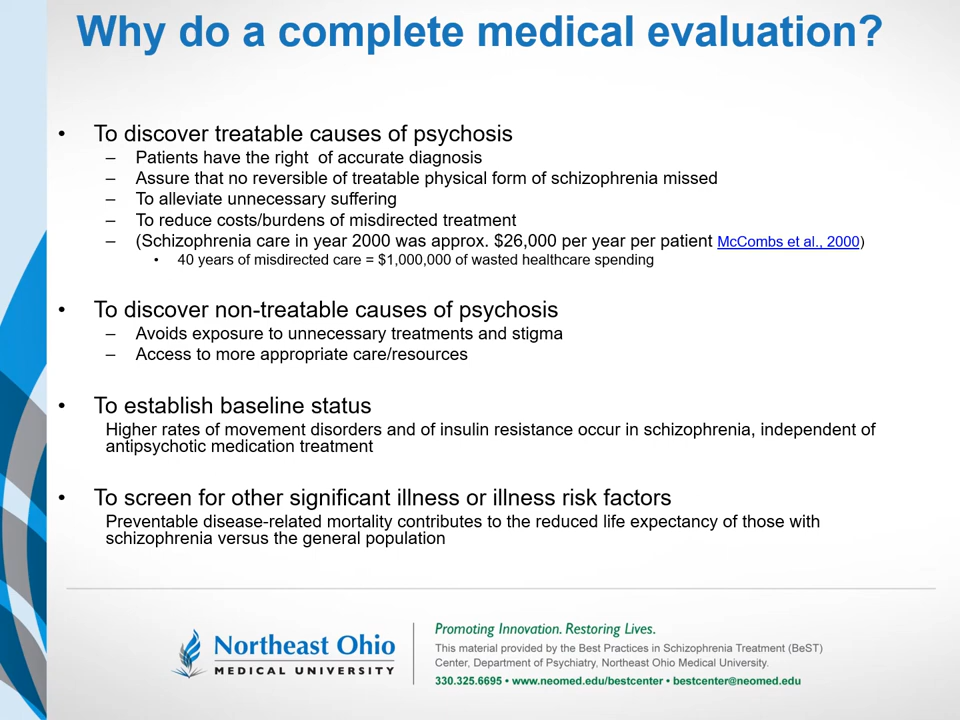 Why do a complete medical evaluation?
• To discover treatable causes of psychosis
– Patients have the right  of accurate diagnosis
– Assure that no reversible of treatable physical form of schizophrenia missed
– To alleviate unnecessary suffering
– To reduce costs/burdens of misdirected treatment
– (Schizophrenia care in year 2000 was approx. $26,000 per year per patient McCombs et al., 2000)
• 40 years of misdirected care = $1,000,000 of wasted healthcare spending
• To discover non-treatable causes of psychosis
– Avoids exposure to unnecessary treatments and stigma
– Access to more appropriate care/resources
• To establish baseline status
Higher rates of movement disorders and of insulin resistance occur in schizophrenia, independent of
antipsychotic medication treatment
• To screen for other significant illness or illness risk factors
Preventable disease-related mortality contributes to the reduced life expectancy of those with
schizophrenia versus the general population
Northeast Ohio
MEDICAL UNIVERSITY
Promoting Innovation. Restoring Lives.
This material provided by the Best Practices in Schizophrenia Treatment (BeST)
Center, Department of Psychiatry, Northeast Ohio Medical University.
330.325.6695 • www.neomed.edu/bestcenter • bestcenter@neomed.edu